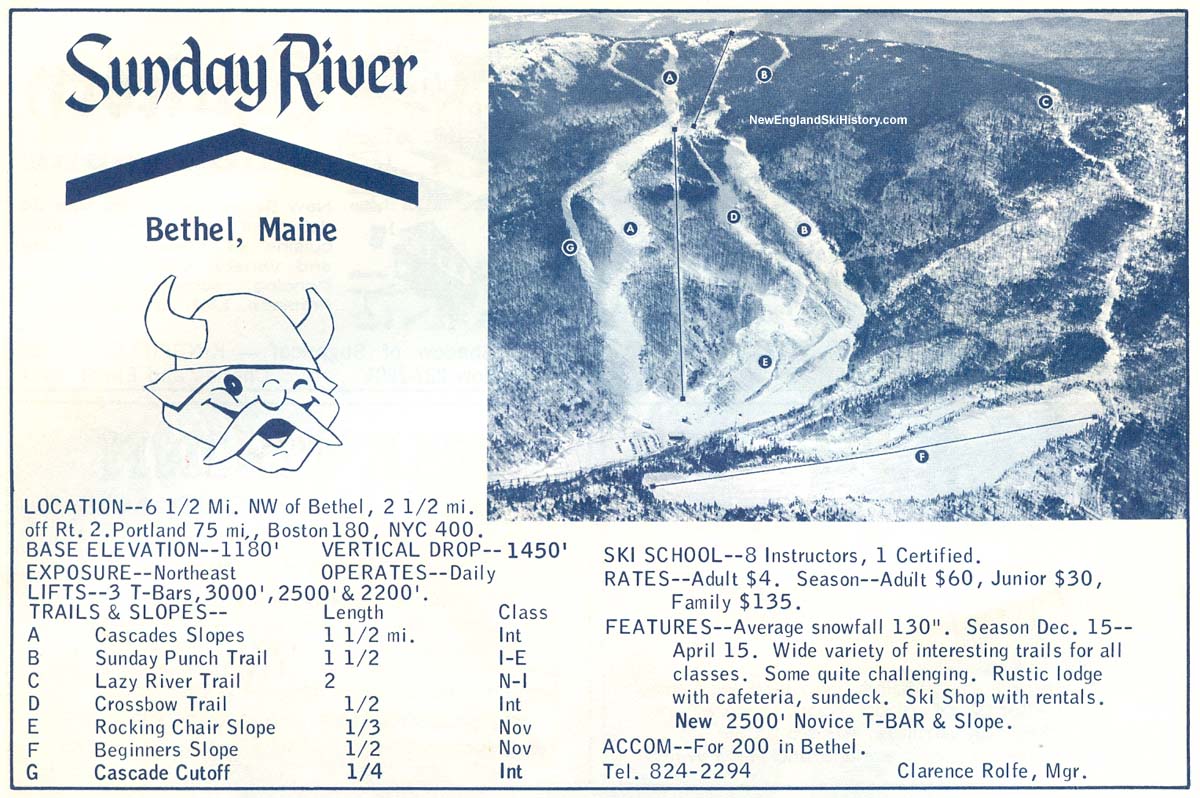 Sunday River
Bethel, Maine
A
B
C
NewEnglandSkiHistory.com
D
A
B
G
E
F
LOCATION--6 1/2 Mi. NW of Bethel, 2 1/2 mi.
off Rt. 2. Portland 75 mi., Boston 180, NYC 400.
BASE ELEVATION--1180' VERTICAL DROP--1450'
EXPOSURE--Northeast OPERATES--Daily
LIFTS--3 T-Bars, 3000', 2500' & 2200'.
TRAILS & SLOPES-- Length Class
A Cascades Slopes 1 1/2 mi. Int
B Sunday Punch Trail 1 1/2 I-E
C Lazy River Trail 2 N-I
D Crossbow Trail 1/2 Int
E Rocking Chair Slope 1/3 Nov
F Beginners Slope 1/2 Nov
G Cascade Cutoff 1/4 Int
SKI SCHOOL--8 Instructors, 1 Certified.
RATES--Adult $4. Season--Adult $60, Junior $30,
Family $135.
FEATURES--Average snowfall 130". Season Dec. 15--
April 15. Wide variety of interesting trails for all
classes. Some quite challenging. Rustic lodge
with cafeteria, sundeck. Ski Shop with rentals.
New 2500' Novice T-BAR & Slope.
ACCOM--For 200 in Bethel.
Tel. 824-2294 Clarence Rolfe, Mgr.